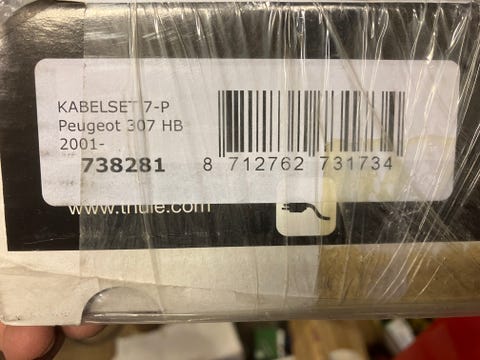 KABELSET 7-P
Peugeot 307 HB
2001-
738281
8 712762 731734
www.thule.com